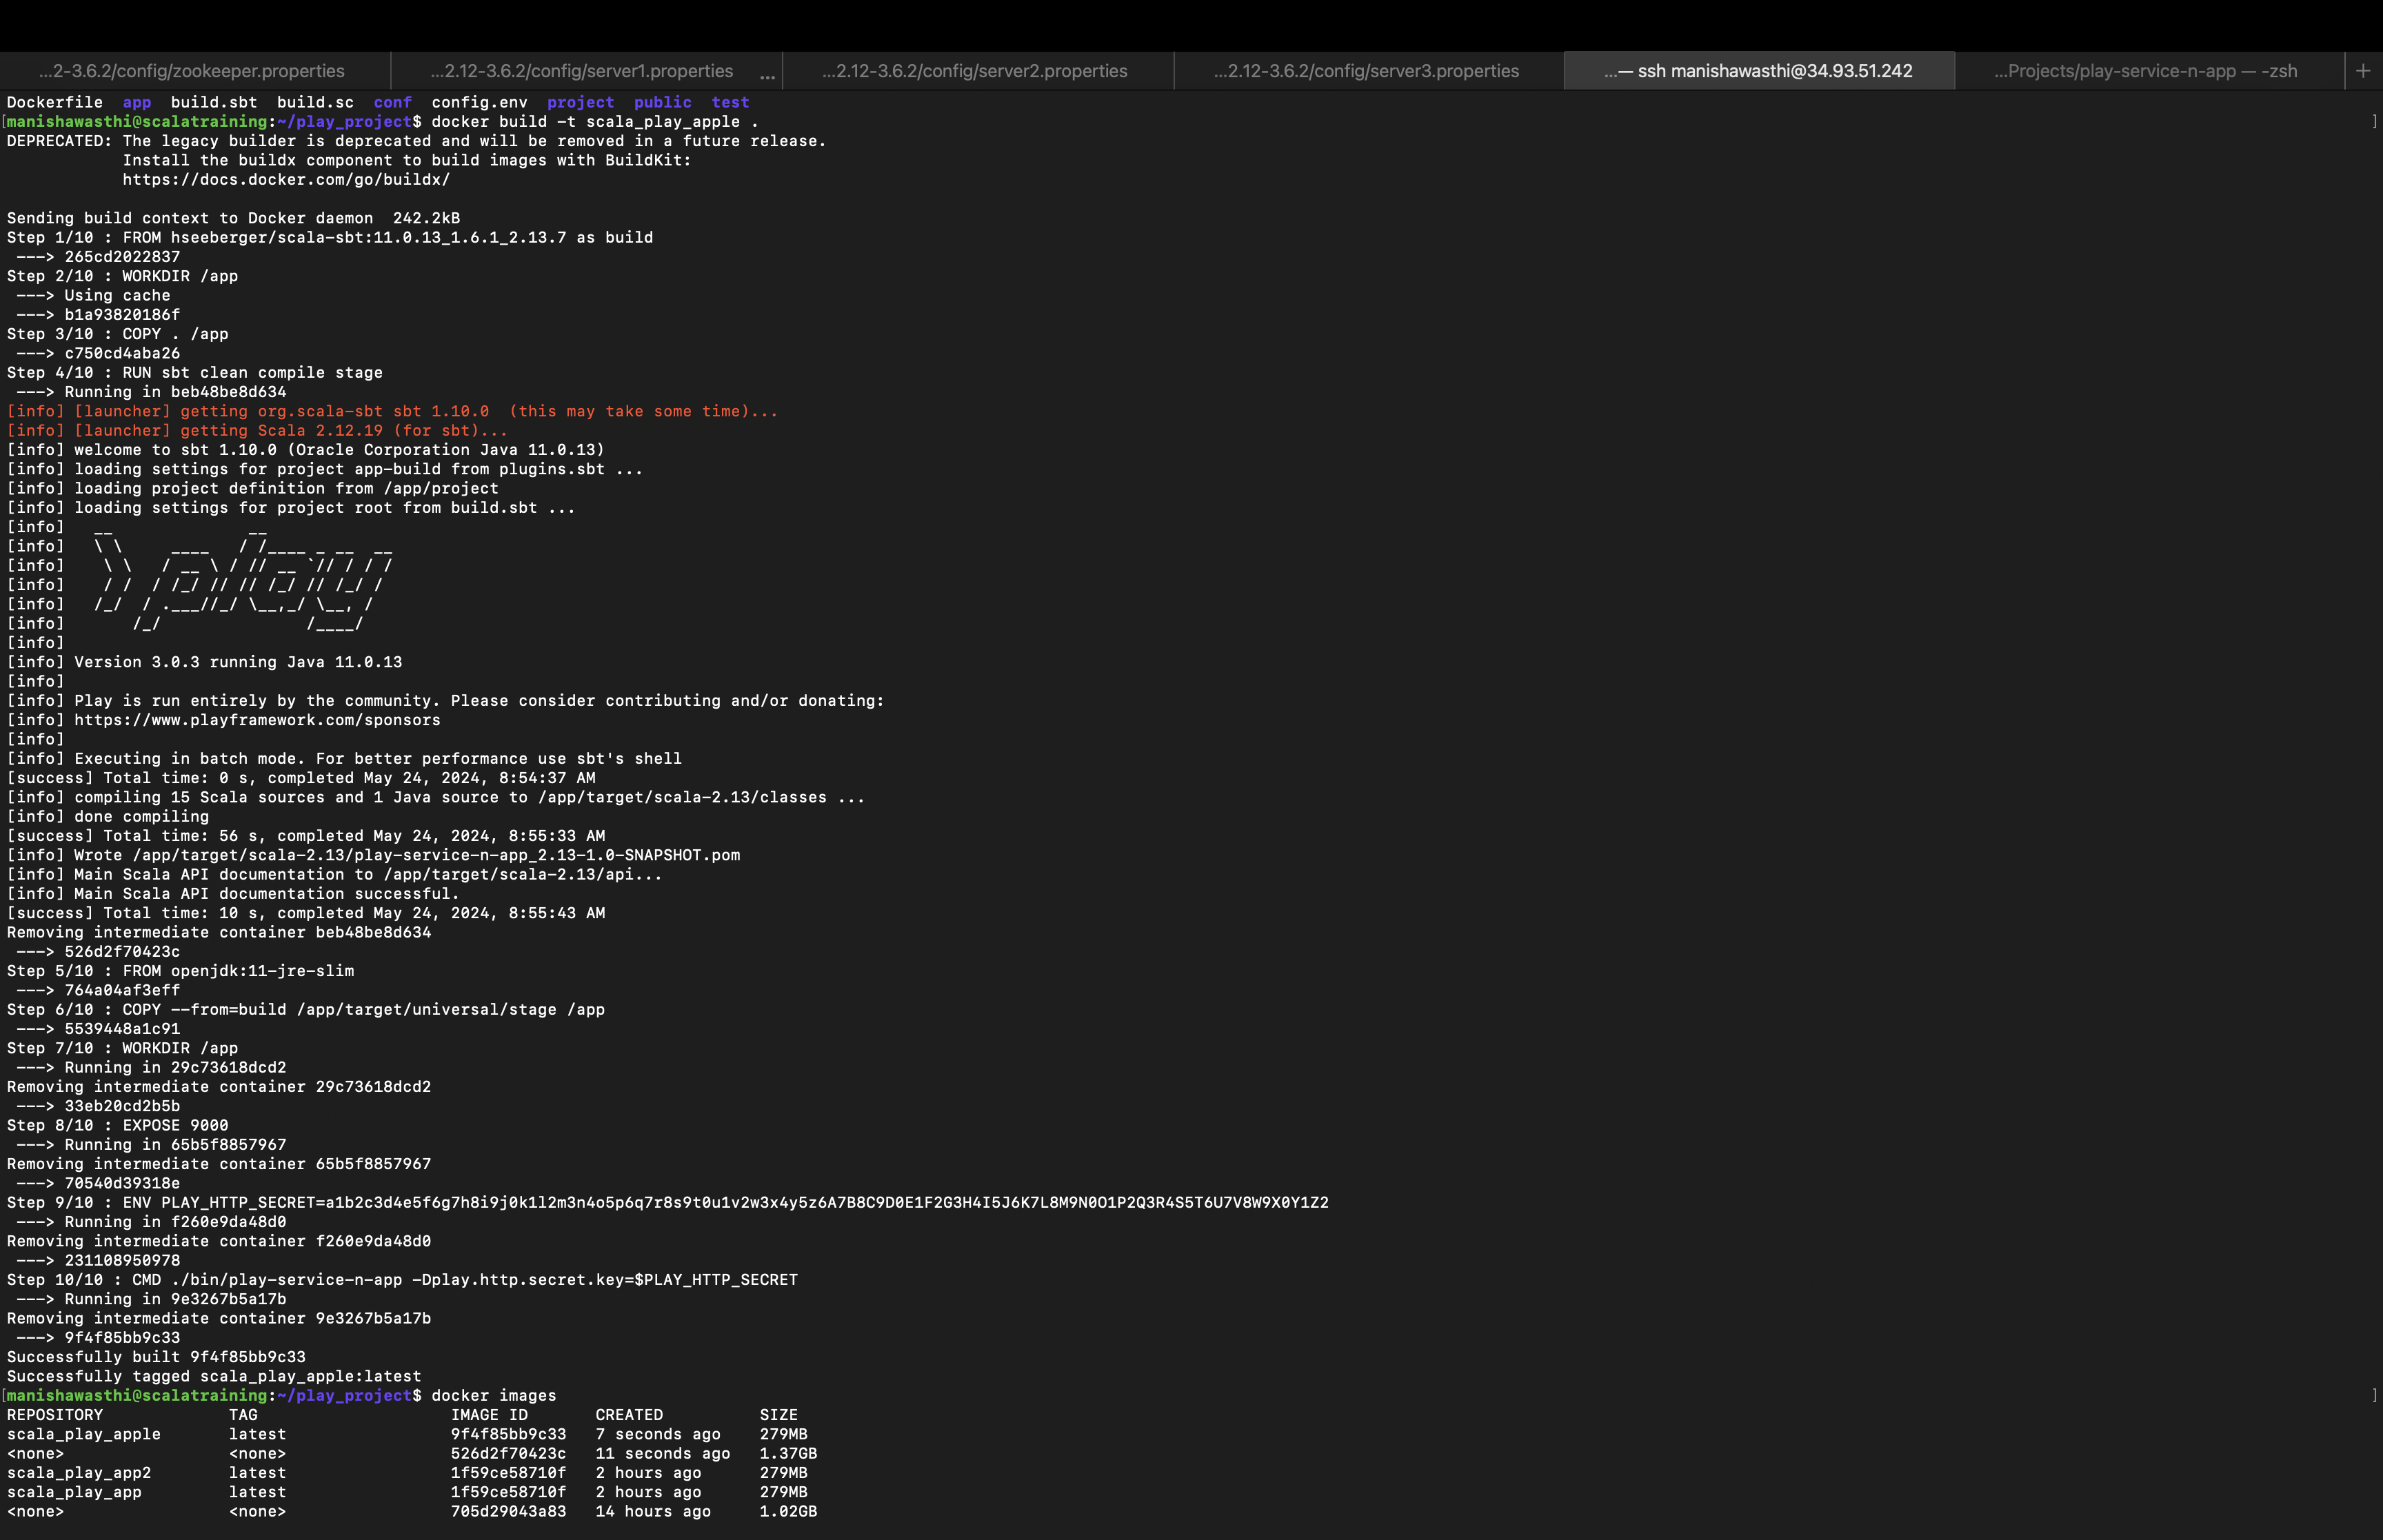 ...2-3.6.2/config/zookeeper.properties ...2.12-3.6.2/config/server1.properties ... ...2.12-3.6.2/config/server2.properties ...2.12-3.6.2/config/server3.properties ...— ssh manishawasthi@34.93.51.242 ...Projects/play-service-n-app — -zsh +
Dockerfile  app  build.sbt  build.sc  conf  config.env  project  public  test
[manishawasthi@scalatraining:~/play_project$ docker build -t scala_play_apple . ]
DEPRECATED: The legacy builder is deprecated and will be removed in a future release.
            Install the buildx component to build images with BuildKit:
            https://docs.docker.com/go/buildx/
Sending build context to Docker daemon  242.2kB
Step 1/10 : FROM hseeberger/scala-sbt:11.0.13_1.6.1_2.13.7 as build
 ---> 265cd2022837
Step 2/10 : WORKDIR /app
 ---> Using cache
 ---> b1a93820186f
Step 3/10 : COPY . /app
 ---> c750cd4aba26
Step 4/10 : RUN sbt clean compile stage
 ---> Running in beb48be8d634
[info] [launcher] getting org.scala-sbt sbt 1.10.0  (this may take some time)...
[info] [launcher] getting Scala 2.12.19 (for sbt)...
[info] welcome to sbt 1.10.0 (Oracle Corporation Java 11.0.13)
[info] loading settings for project app-build from plugins.sbt ...
[info] loading project definition from /app/project
[info] loading settings for project root from build.sbt ...
[info]   __              __
[info]   \ \     ____   / /____ _ __  __
[info]    \ \   / __ \ / // __ `// / / /
[info]    / /  / /_/ // // /_/ // /_/ /
[info]   /_/  / .___//_/ \__,_/ \__, /
[info]       /_/               /____/
[info]
[info] Version 3.0.3 running Java 11.0.13
[info]
[info] Play is run entirely by the community. Please consider contributing and/or donating:
[info] https://www.playframework.com/sponsors
[info]
[info] Executing in batch mode. For better performance use sbt's shell
[success] Total time: 0 s, completed May 24, 2024, 8:54:37 AM
[info] compiling 15 Scala sources and 1 Java source to /app/target/scala-2.13/classes ...
[info] done compiling
[success] Total time: 56 s, completed May 24, 2024, 8:55:33 AM
[info] Wrote /app/target/scala-2.13/play-service-n-app_2.13-1.0-SNAPSHOT.pom
[info] Main Scala API documentation to /app/target/scala-2.13/api...
[info] Main Scala API documentation successful.
[success] Total time: 10 s, completed May 24, 2024, 8:55:43 AM
Removing intermediate container beb48be8d634
 ---> 526d2f70423c
Step 5/10 : FROM openjdk:11-jre-slim
 ---> 764a04af3eff
Step 6/10 : COPY --from=build /app/target/universal/stage /app
 ---> 5539448a1c91
Step 7/10 : WORKDIR /app
 ---> Running in 29c73618dcd2
Removing intermediate container 29c73618dcd2
 ---> 33eb20cd2b5b
Step 8/10 : EXPOSE 9000
 ---> Running in 65b5f8857967
Removing intermediate container 65b5f8857967
 ---> 70540d39318e
Step 9/10 : ENV PLAY_HTTP_SECRET=a1b2c3d4e5f6g7h8i9j0k1l2m3n4o5p6q7r8s9t0u1v2w3x4y5z6A7B8C9D0E1F2G3H4I5J6K7L8M9N0O1P2Q3R4S5T6U7V8W9X0Y1Z2
 ---> Running in f260e9da48d0
Removing intermediate container f260e9da48d0
 ---> 231108950978
Step 10/10 : CMD ./bin/play-service-n-app -Dplay.http.secret.key=$PLAY_HTTP_SECRET
 ---> Running in 9e3267b5a17b
Removing intermediate container 9e3267b5a17b
 ---> 9f4f85bb9c33
Successfully built 9f4f85bb9c33
Successfully tagged scala_play_apple:latest
[manishawasthi@scalatraining:~/play_project$ docker images ]
REPOSITORY             TAG                    IMAGE ID       CREATED          SIZE
scala_play_apple       latest                 9f4f85bb9c33   7 seconds ago    279MB
<none>                 <none>                 526d2f70423c   11 seconds ago   1.37GB
scala_play_app2        latest                 1f59ce58710f   2 hours ago      279MB
scala_play_app         latest                 1f59ce58710f   2 hours ago      279MB
<none>                 <none>                 705d29043a83   14 hours ago     1.02GB